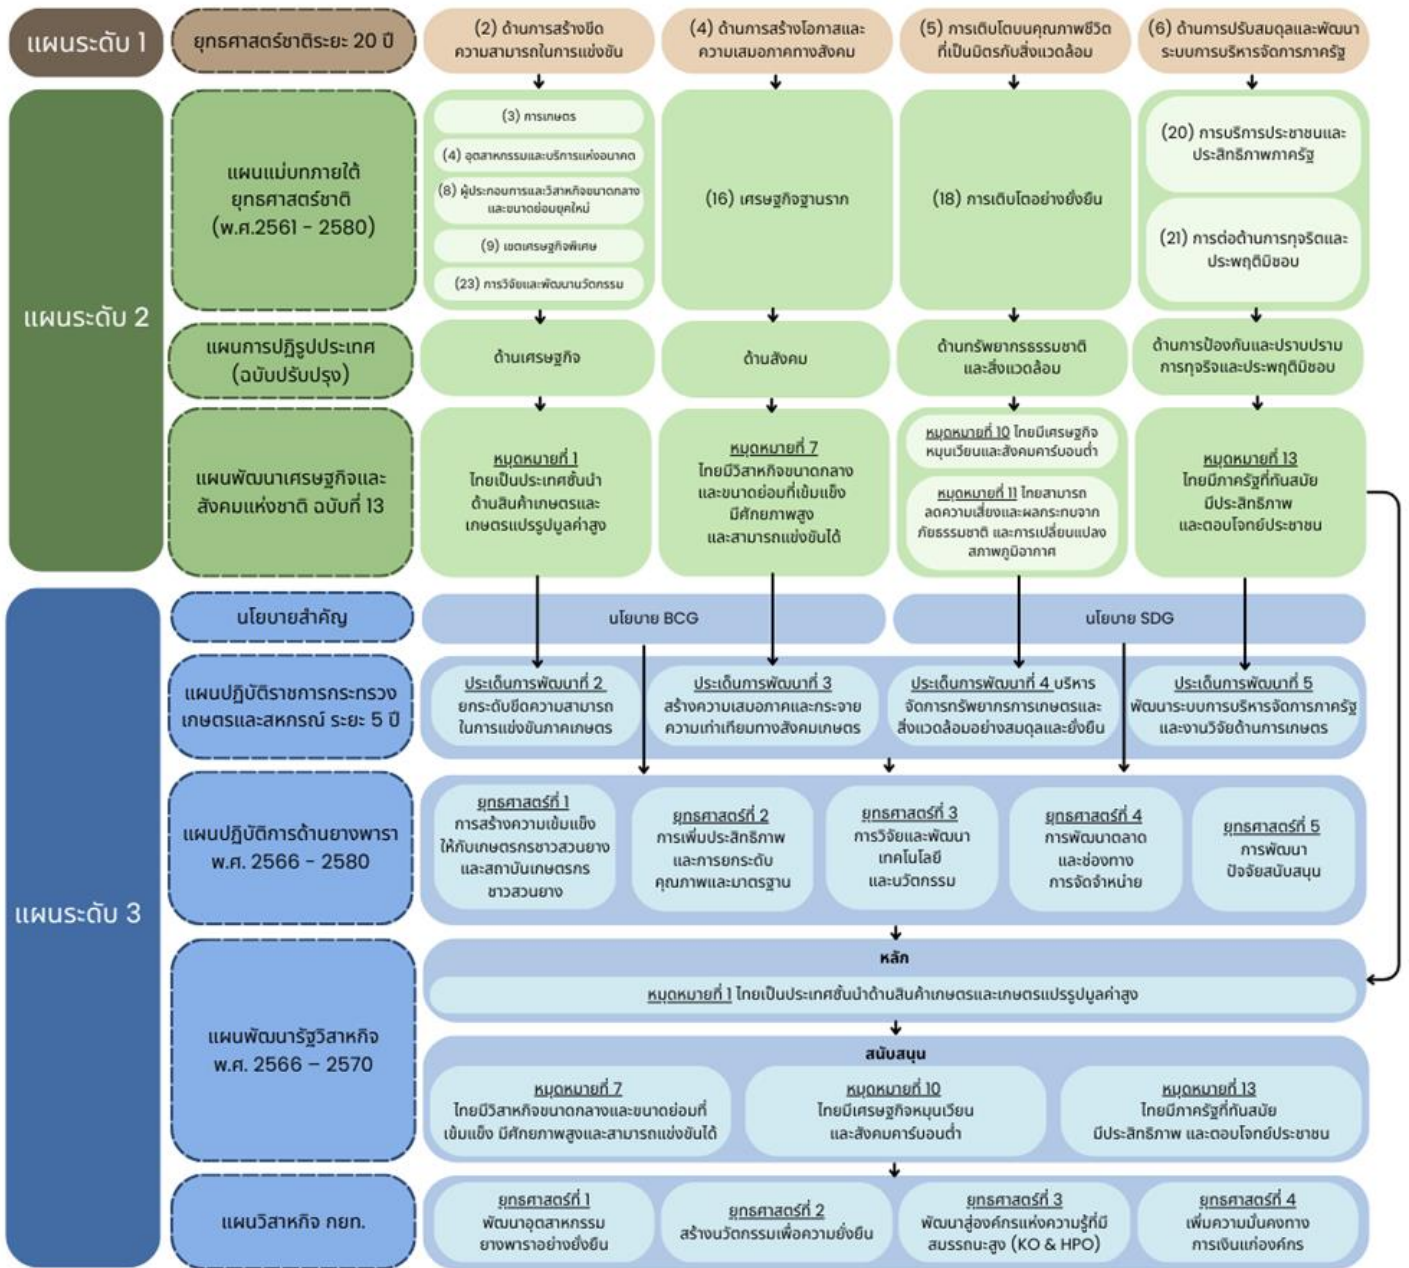 แผนระดับ 1
ยุทธศาสตร์ชาติระยะ 20 ปี
(2) ด้านการสร้างขีด
ความสามารถในการแข่งขัน
(4) ด้านการสร้างโอกาสและ
ความเสมอภาคทางสังคม
(5) การเติบโตบนคุณภาพชีวิต
ที่เป็นมิตรกับสิ่งแวดล้อม
(6) ด้านการปรับสมดุลและพัฒนา
ระบบการบริหารจัดการภาครัฐ
แผนระดับ 2
แผนแม่บทภายใต้
ยุทธศาสตร์ชาติ
(พ.ศ.2561 - 2580)
(3) การเกษตร
(4) อุตสาหกรรมและบริการแห่งอนาคต
(8) ผู้ประกอบการและวิสาหกิจขนาดกลาง
และขนาดย่อมยุคใหม่
(9) เขตเศรษฐกิจพิเศษ
(23) การวิจัยและพัฒนานวัตกรรม
(16) เศรษฐกิจฐานราก
(18) การเติบโตอย่างยั่งยืน
(20) การบริการประชาชนและ
ประสิทธิภาพภาครัฐ
(21) การต่อต้านการทุจริตและ
ประพฤติมิชอบ
แผนการปฏิรูปประเทศ
(ฉบับปรับปรุง)
ด้านเศรษฐกิจ
ด้านสังคม
ด้านทรัพยากรธรรมชาติ
และสิ่งแวดล้อม
ด้านการป้องกันและปราบปราม
การทุจริจและประพฤติมิชอบ
แผนพัฒนาเศรษฐกิจและ
สังคมแห่งชาติ ฉบับที่ 13
หมุดหมายที่ 1
ไทยเป็นประเทศชั้นนำ
ด้านสินค้าเกษตรและ
เกษตรแปรรูปมูลค่าสูง
หมุดหมายที่ 7
ไทยมีวิสาหกิจขนาดกลาง
และขนาดย่อมที่เข้มแข็ง
มีศักยภาพสูง
และสามารถแข่งขันได้
หมุดหมายที่ 10 ไทยมีเศรษฐกิจ
หมุนเวียนและสังคมคาร์บอนต่ำ
หมุดหมายที่ 11 ไทยสามารถ
ลดความเสี่ยงและผลกระทบจาก
ภัยธรรมชาติ และการเปลี่ยนแปลง
สภาพภูมิอากาศ
หมุดหมายที่ 13
ไทยมีภาครัฐที่ทันสมัย
มีประสิทธิภาพ
และตอบโจทย์ประชาชน
แผนระดับ 3
นโยบายสำคัญ
นโยบาย BCG
นโยบาย SDG
แผนปฏิบัติราชการกระทรวง
เกษตรและสหกรณ์ ระยะ 5 ปี
ประเด็นการพัฒนาที่ 2
ยกระดับขีดความสามารถ
ในการแข่งขันภาคเกษตร
ประเด็นการพัฒนาที่ 3
สร้างความเสมอภาคและกระจาย
ความเท่าเทียมทางสังคมเกษตร
ประเด็นการพัฒนาที่ 4 บริหาร
จัดการทรัพยากรการเกษตรและ
สิ่งแวดล้อมอย่างสมดุลและยั่งยืน
ประเด็นการพัฒนาที่ 5
พัฒนาระบบการบริหารจัดการภาครัฐ
และงานวิจัยด้านการเกษตร
แผนปฏิบัติการด้านยางพารา
พ.ศ. 2566 - 2580
ยุทธศาสตร์ที่ 1
การสร้างความเข้มแข็ง
ให้กับเกษตรกรชาวสวนยาง
และสถาบันเกษตรกร
ชาวสวนยาง
ยุทธศาสตร์ที่ 2
การเพิ่มประสิทธิภาพ
และการยกระดับ
คุณภาพและมาตรฐาน
ยุทธศาสตร์ที่ 3
การวิจัยและพัฒนา
เทคโนโลยี
และนวัตกรรม
ยุทธศาสตร์ที่ 4
การพัฒนาตลาด
และช่องทาง
การจัดจำหน่าย
ยุทธศาสตร์ที่ 5
การพัฒนา
ปัจจัยสนับสนุน
แผนพัฒนารัฐวิสาหกิจ
พ.ศ. 2566 – 2570
หลัก
หมุดหมายที่ 1 ไทยเป็นประเทศชั้นนำด้านสินค้าเกษตรและเกษตรแปรรูปมูลค่าสูง
สนับสนุน
หมุดหมายที่ 7
ไทยมีวิสาหกิจขนาดกลางและขนาดย่อมที่
เข้มแข็ง มีศักยภาพสูงและสามารถแข่งขันได้
หมุดหมายที่ 10
ไทยมีเศรษฐกิจหมุนเวียน
และสังคมคาร์บอนต่ำ
หมุดหมายที่ 13
ไทยมีภาครัฐที่ทันสมัย
มีประสิทธิภาพ และตอบโจทย์ประชาชน
แผนวิสาหกิจ กยท.
ยุทธศาสตร์ที่ 1
พัฒนาอุตสาหกรรม
ยางพาราอย่างยั่งยืน
ยุทธศาสตร์ที่ 2
สร้างนวัตกรรมเพื่อความยั่งยืน
ยุทธศาสตร์ที่ 3
พัฒนาสู่องค์กรแห่งความรู้ที่มี
สมรรถนะสูง (KO & HPO)
ยุทธศาสตร์ที่ 4
เพิ่มความมั่นคงทาง
การเงินแก่องค์กร